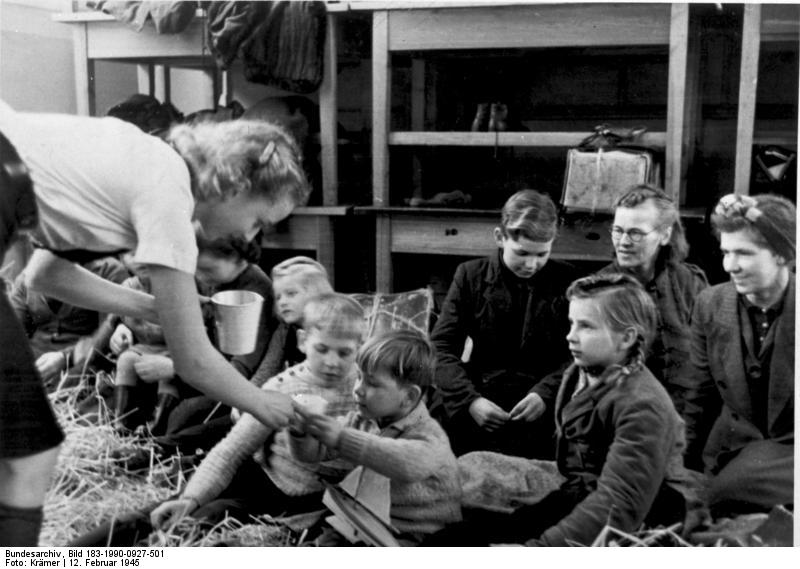 Bundesarchiv, Bild 183-1990-0927-501
Foto: Krämer | 12. Februar 1945